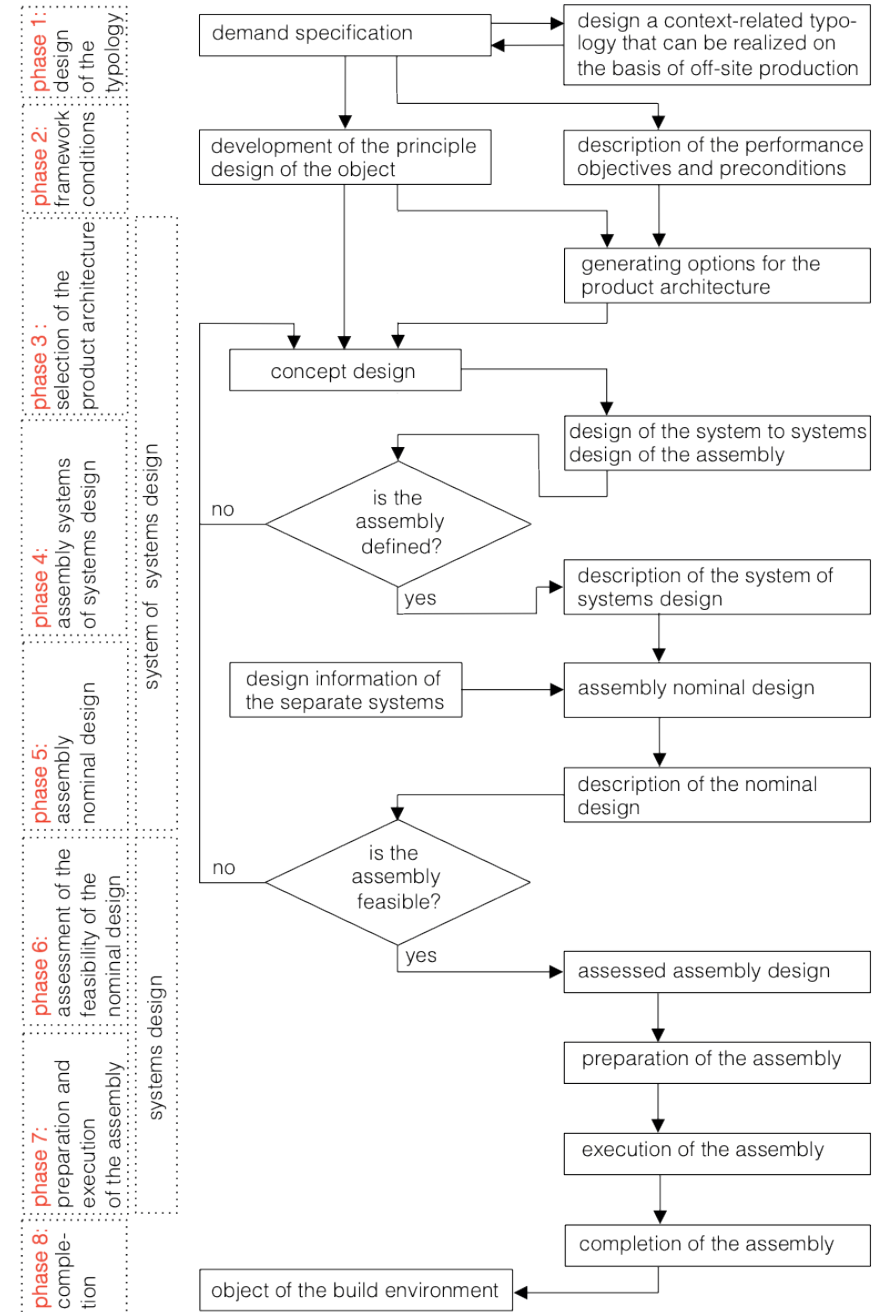 phase 1:
design
of the
typology
demand specification
design a context-related typo-
logy that can be realized on
the basis of off-site production
phase 2:
framework
conditions
development of the principle
design of the object
description of the performance
objectives and preconditions
phase 3 :
selection of the
product architecture
generating options for the
product architecture
concept design
system of systems design
phase 4:
assembly systems
of systems design
design of the system to systems
design of the assembly
is the
assembly
defined?
no
yes
description of the system of
systems design
phase 5:
assembly
nominal design
design information of
the separate systems
assembly nominal design
description of the nominal
design
systems design
phase 6:
assessment of the
feasibility of the
nominal design
is the
assembly
feasible?
no
yes
assessed assembly design
phase 7:
preparation and
execution
of the assembly
preparation of the assembly
execution of the assembly
phase 8:
comple-
tion
completion of the assembly
object of the build environment